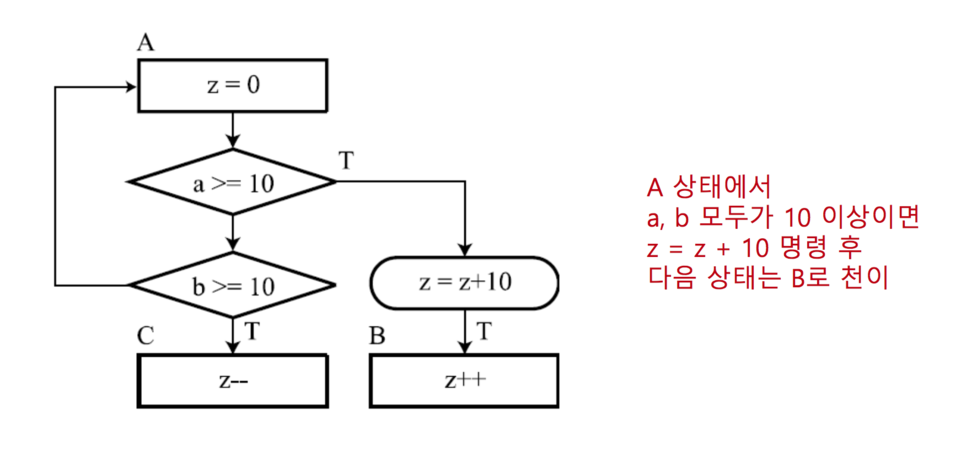 A
z = 0
a >= 10
T
b >= 10
z = z+10
T
T
C
B
z--
z++
A 상태에서
a, b 모두가 10 이상이면
z = z + 10 명령 후
다음 상태는 B로 천이